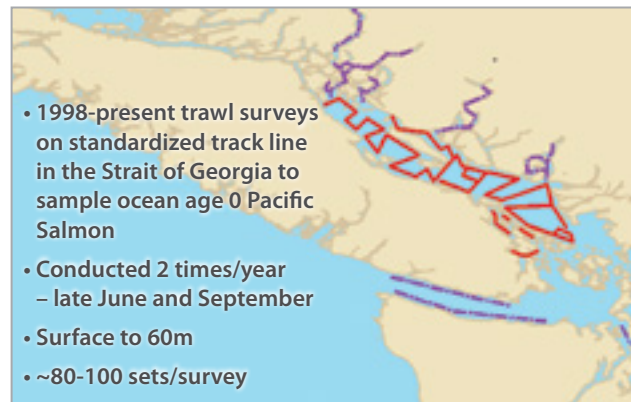 • 1998-present trawl surveys
on standardized track line
in the Strait of Georgia to
sample ocean age 0 Pacific
Salmon
• Conducted 2 times/year
– late June and September
• Surface to 60m
• ~80-100 sets/survey